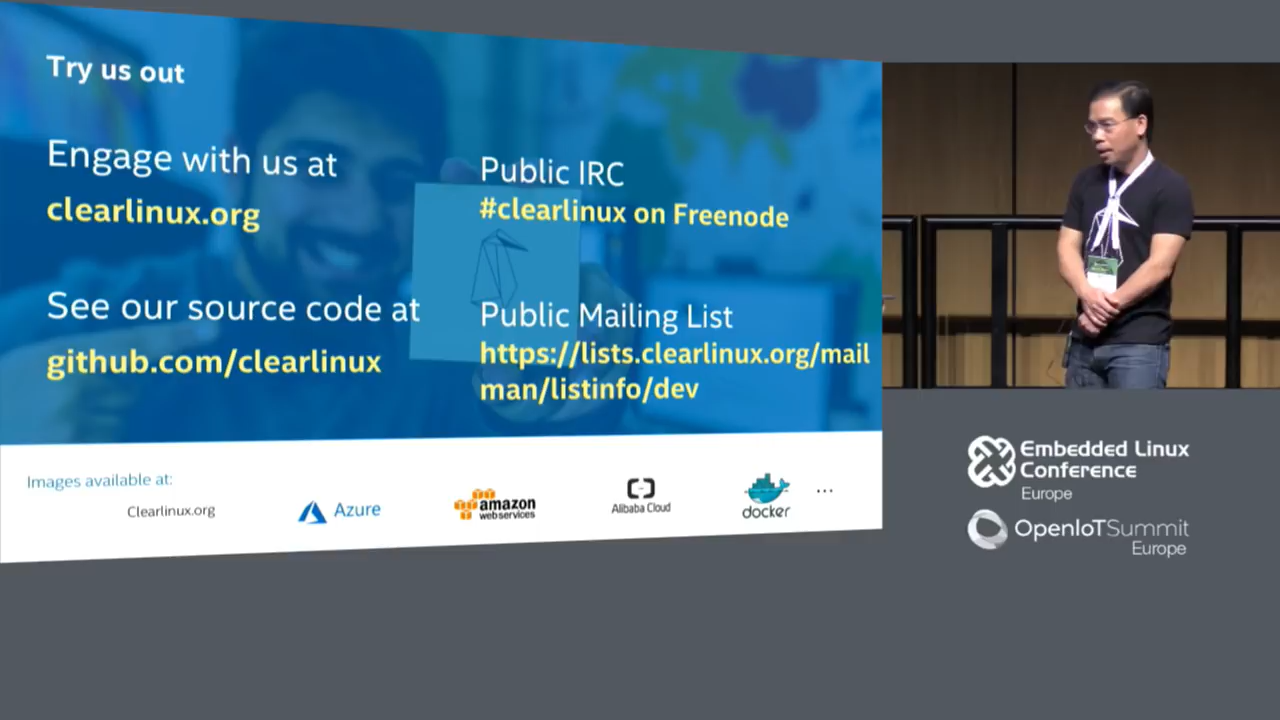 Try us out
Engage with us at
clearlinux.org
See our source code at
github.com/clearlinux
Public IRC
#clearlinux on Freenode
Public Mailing List
https://lists.clearlinux.org/mail
man/listinfo/dev
Images available at:
Clearlinux.org
Azure
amazon
webservices
Alibaba Cloud
docker
...
Embedded Linux
Conference
Europe
OpenIoTSummit
Europe